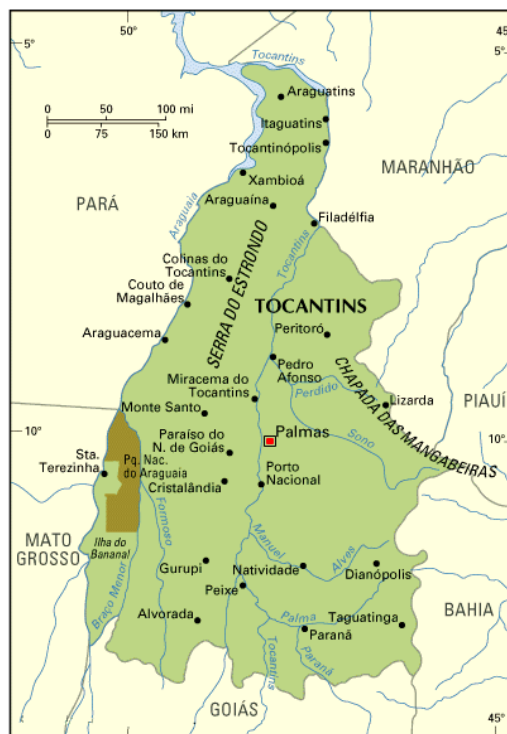 50°
45
5°
5°
Tocantins
0 50 100 mi
0 75 150 km
Araguatins
Itaguatins
Tocantinópolis
MARANHÃO
Xambioá
PARÁ
Araguaína
Araguaia
Filadélfia
Tocantins
Colinas do
Tocantins
SERRA DO ESTRONDO
Couto de
Magalhães
TOCANTINS
Araguacema
Peritoró
Pedro
Afonso
CHAPADA DAS MANGABEIRAS
Miracema do
Tocantins
Perdido
Lizarda
PIAUÍ
Monte Santo
10°
10°
Palmas
Sono
Paraíso do
N. de Goiás
Sta.
Terezinha
Pq. Nac.
do Araguaia
Cristalândia
Porto
Nacional
MATO
GROSSO
Ilha do
Bananal
Formoso
Manuel
Alves
Gurupi
Natividade
Dianópolis
Braço Menor
Peixe
BAHIA
Alvorada
Palma
Taguatinga
Paraná
Tocantins
Paraná
GOIÁS
45°